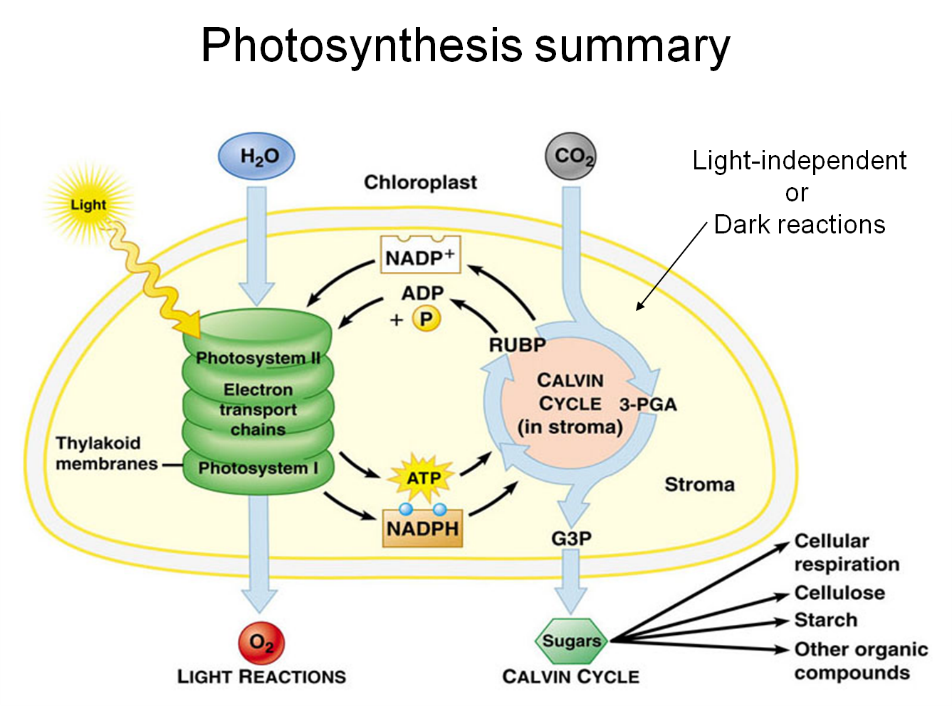 Photosynthesis summary
H₂O
CO₂
Light-independent
or
Dark reactions
Light
Chloroplast
NADP⁺
ADP
+ P
RUBP
Photosystem II
Electron
transport
chains
Photosystem I
CALVIN
CYCLE
(in stroma)
3-PGA
Thylakoid
membranes
ATP
NADPH
Stroma
G3P
O₂
LIGHT REACTIONS
Sugars
CALVIN CYCLE
Cellular
respiration
Cellulose
Starch
Other organic
compounds